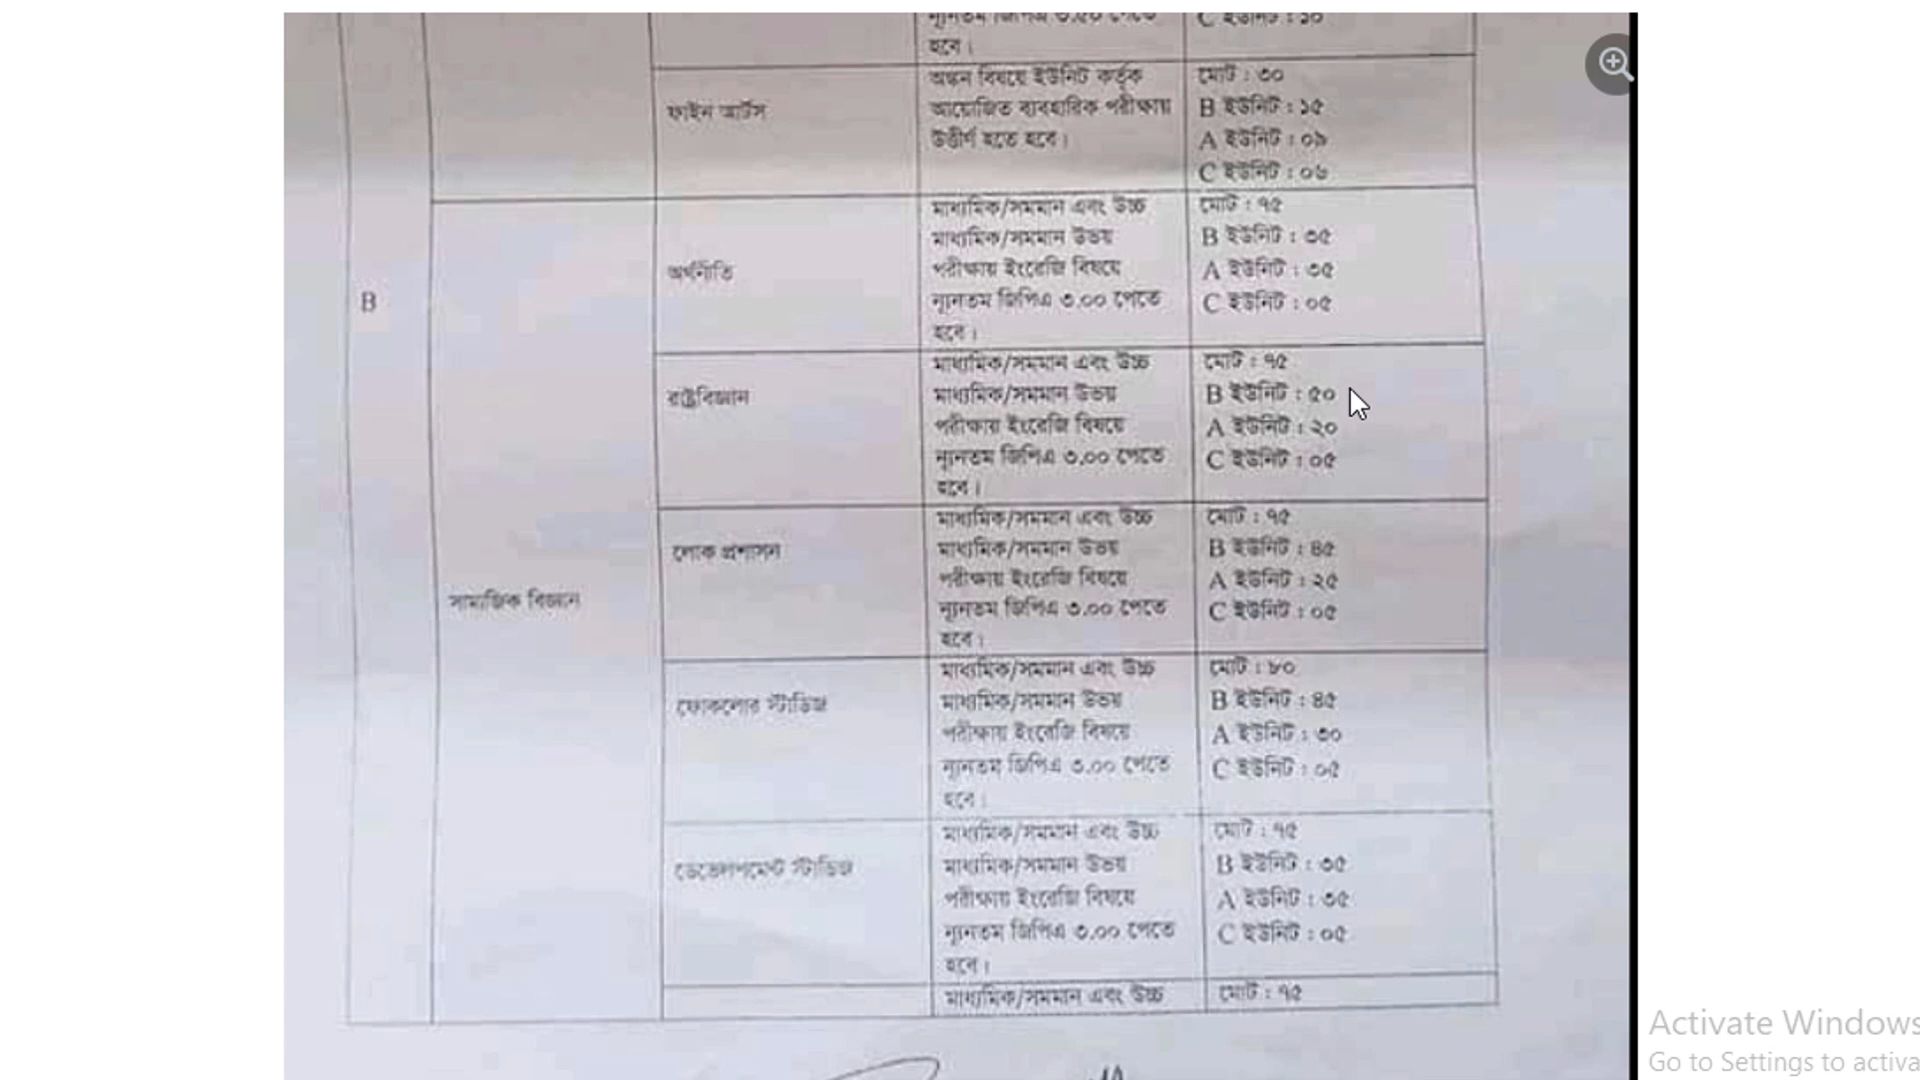 ন্যূনতম জিপিএ ৩.৫০ পেতে
হবে।
C ইউনিট : ১০
ফাইন আর্টস
অঙ্কন বিষয়ে ইউনিট কর্তৃক
আয়োজিত ব্যবহারিক পরীক্ষায়
উত্তীর্ণ হতে হবে।
মোট : ৩০
B ইউনিট : ১৫
A ইউনিট : ০৯
C ইউনিট : ০৬
B
সামাজিক বিজ্ঞান
অর্থনীতি
মাধ্যমিক/সমমান এবং উচ্চ
মাধ্যমিক/সমমান উভয়
পরীক্ষায় ইংরেজি বিষয়ে
ন্যূনতম জিপিএ ৩.০০ পেতে
হবে।
মোট : ৭৫
B ইউনিট : ৩৫
A ইউনিট : ৩৫
C ইউনিট : ০৫
রাষ্ট্রবিজ্ঞান
মাধ্যমিক/সমমান এবং উচ্চ
মাধ্যমিক/সমমান উভয়
পরীক্ষায় ইংরেজি বিষয়ে
ন্যূনতম জিপিএ ৩.০০ পেতে
হবে।
মোট : ৭৫
B ইউনিট : ৫০
A ইউনিট : ২০
C ইউনিট : ০৫
লোক প্রশাসন
মাধ্যমিক/সমমান এবং উচ্চ
মাধ্যমিক/সমমান উভয়
পরীক্ষায় ইংরেজি বিষয়ে
ন্যূনতম জিপিএ ৩.০০ পেতে
হবে।
মোট : ৭৫
B ইউনিট : ৪৫
A ইউনিট : ২৫
C ইউনিট : ০৫
ফোকলোর স্টাডিজ
মাধ্যমিক/সমমান এবং উচ্চ
মাধ্যমিক/সমমান উভয়
পরীক্ষায় ইংরেজি বিষয়ে
ন্যূনতম জিপিএ ৩.০০ পেতে
হবে।
মোট : ৮০
B ইউনিট : ৪৫
A ইউনিট : ৩০
C ইউনিট : ০৫
ডেভেলপমেন্ট স্টাডিজ
মাধ্যমিক/সমমান এবং উচ্চ
মাধ্যমিক/সমমান উভয়
পরীক্ষায় ইংরেজি বিষয়ে
ন্যূনতম জিপিএ ৩.০০ পেতে
হবে।
মোট : ৭৫
B ইউনিট : ৩৫
A ইউনিট : ৩৫
C ইউনিট : ০৫
মাধ্যমিক/সমমান এবং উচ্চ
মোট : ৭৫
Activate Windows
Go to Settings to activa